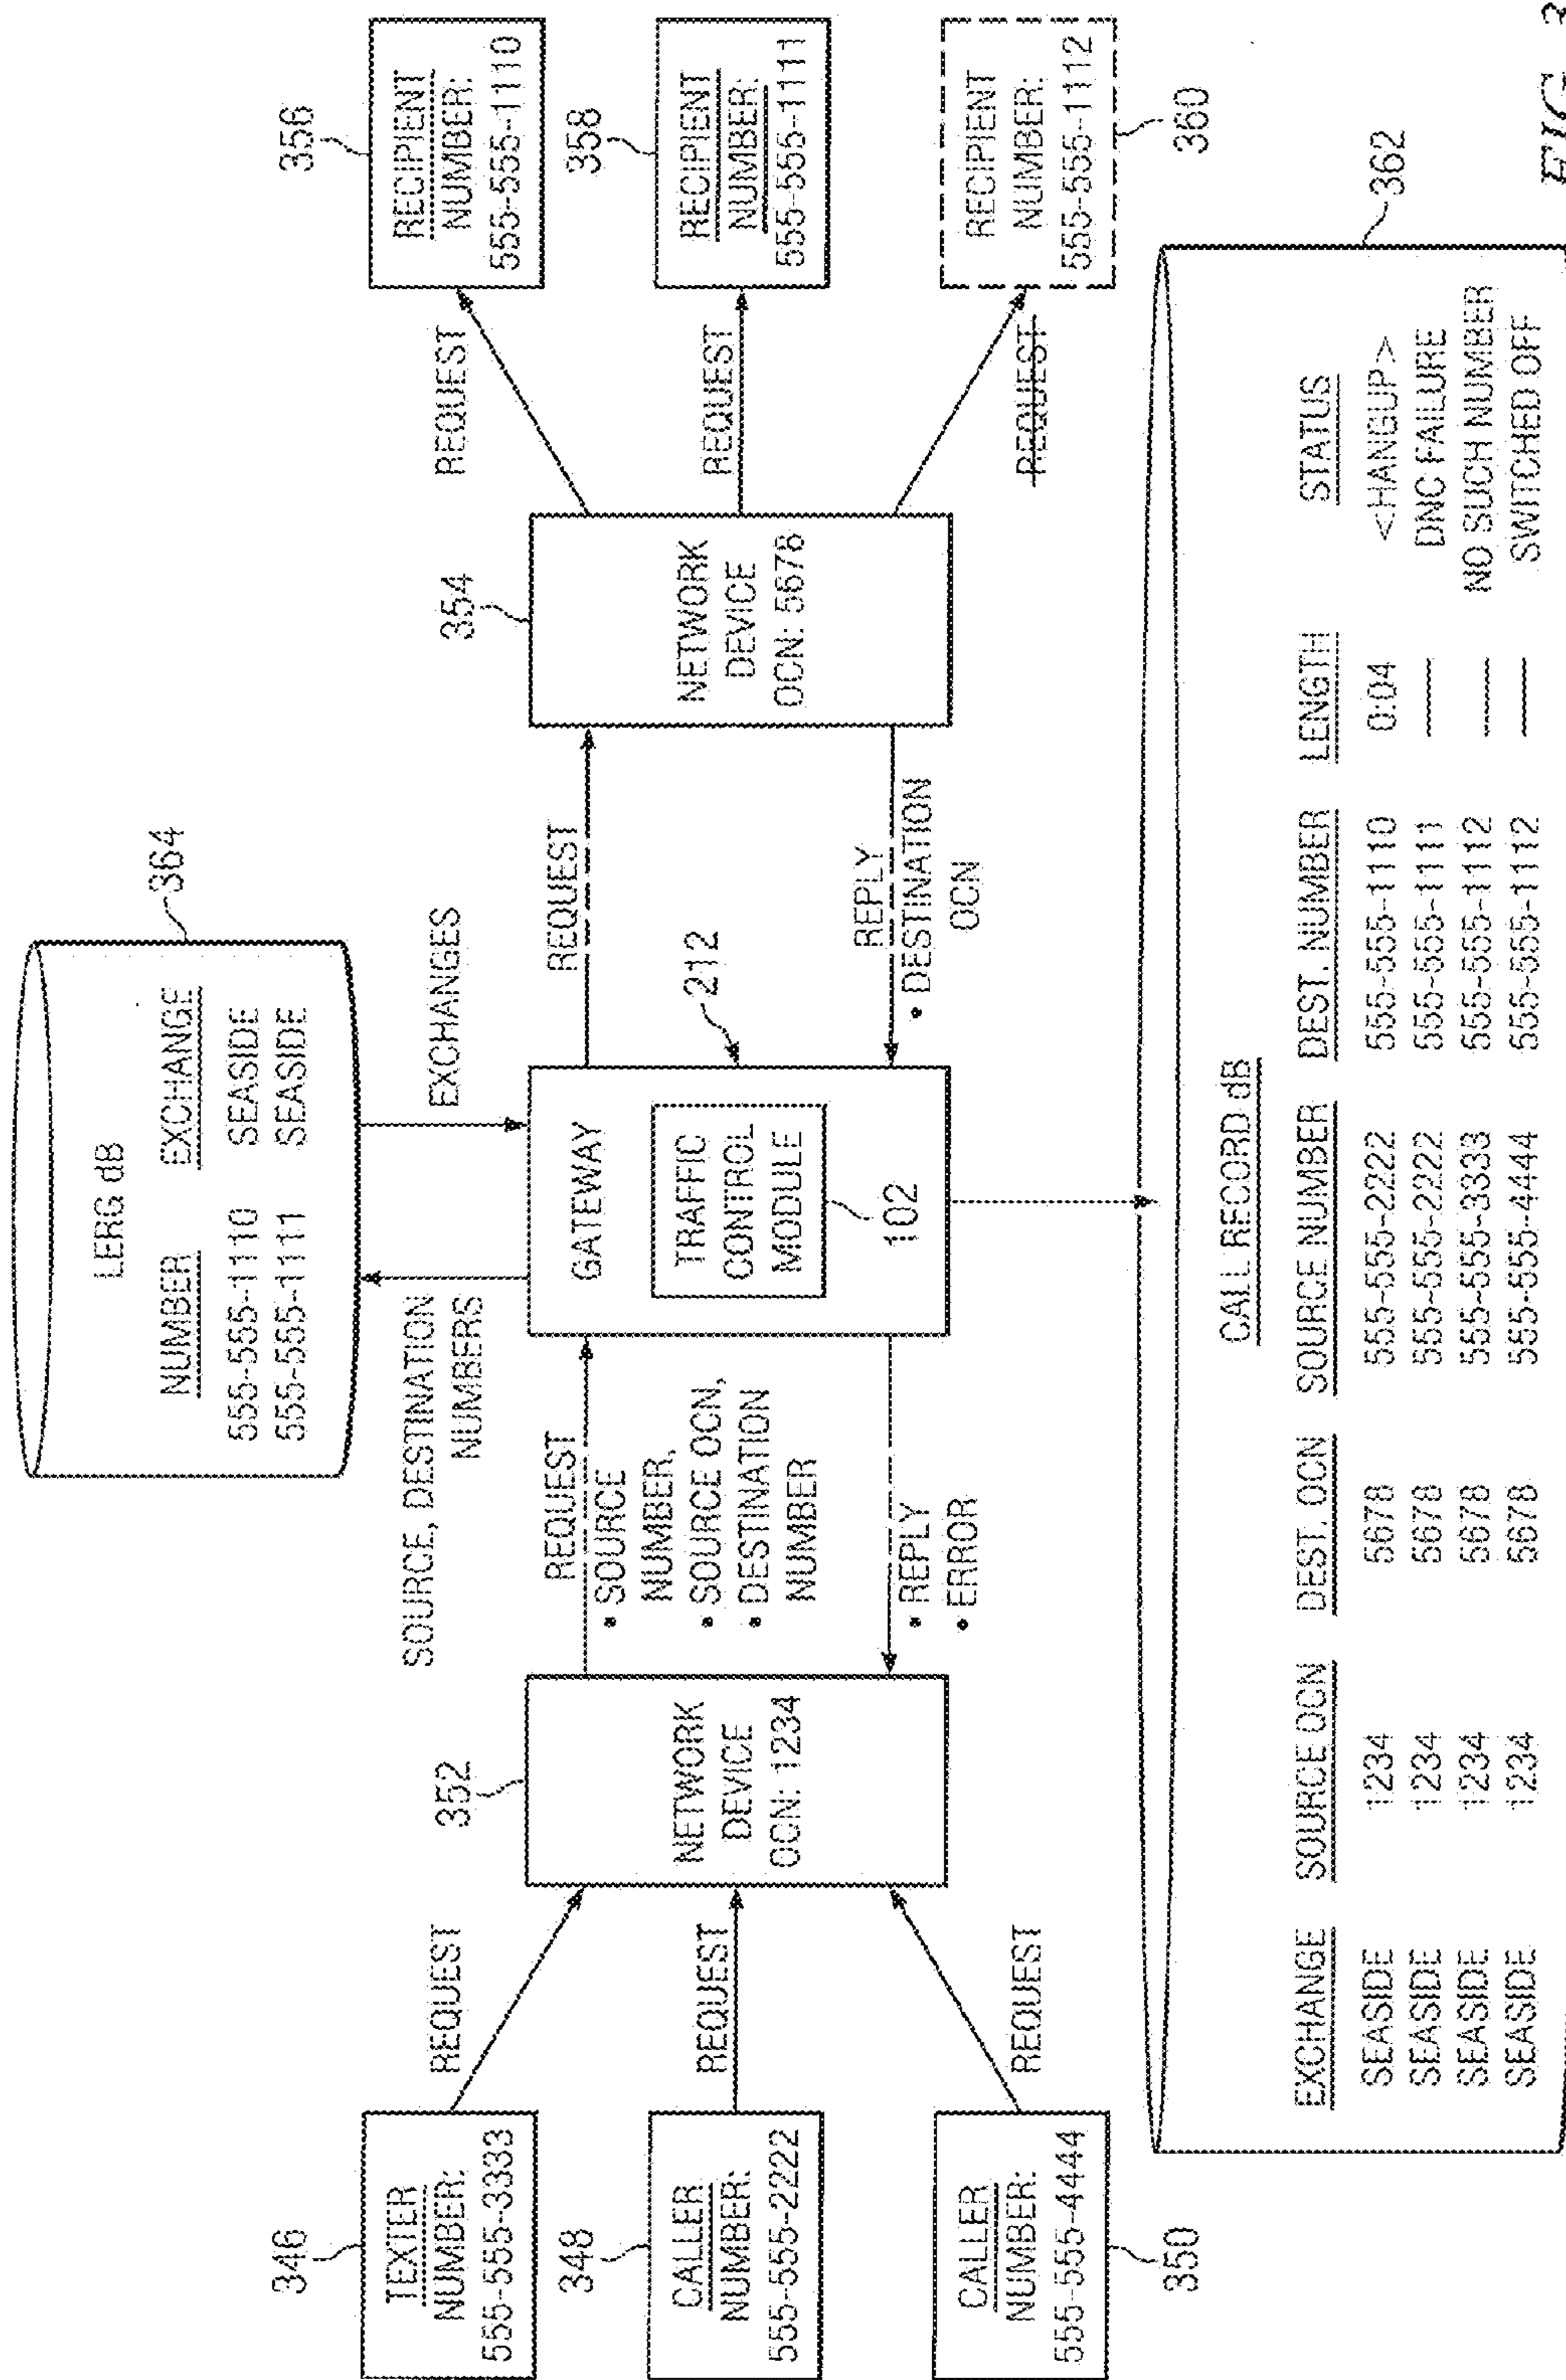 LERG dB
364
NUMBER EXCHANGE
555-555-1110 SEASIDE
555-555-1111 SEASIDE
SOURCE, DESTINATION
NUMBERS
EXCHANGES
346
TEXTER
NUMBER:
555-555-3333
348
CALLER
NUMBER:
555-555-2222
CALLER
NUMBER:
555-555-4444
350
REQUEST
REQUEST
REQUEST
352
NETWORK
DEVICE
OCN: 1234
REQUEST
• SOURCE
NUMBER,
• SOURCE OCN,
• DESTINATION
NUMBER
• REPLY
• ERROR
GATEWAY
212
TRAFFIC
CONTROL
MODULE
102
REQUEST
REPLY
• DESTINATION
OCN
354
NETWORK
DEVICE
OCN: 5678
REQUEST
REQUEST
REQUEST
356
RECIPIENT
NUMBER:
555-555-1110
358
RECIPIENT
NUMBER:
555-555-1111
RECIPIENT
NUMBER:
555-555-1112
360
362
CALL RECORD dB
EXCHANGE SOURCE OCN DEST. OCN SOURCE NUMBER DEST. NUMBER LENGTH STATUS
SEASIDE 1234 5678 555-555-2222 555-555-1110 0:04 <HANGUP>
SEASIDE 1234 5678 555-555-2222 555-555-1111 — DNC FAILURE
SEASIDE 1234 5678 555-555-3333 555-555-1112 — NO SUCH NUMBER
SEASIDE 1234 5678 555-555-4444 555-555-1112 — SWITCHED OFF
FIG. 3